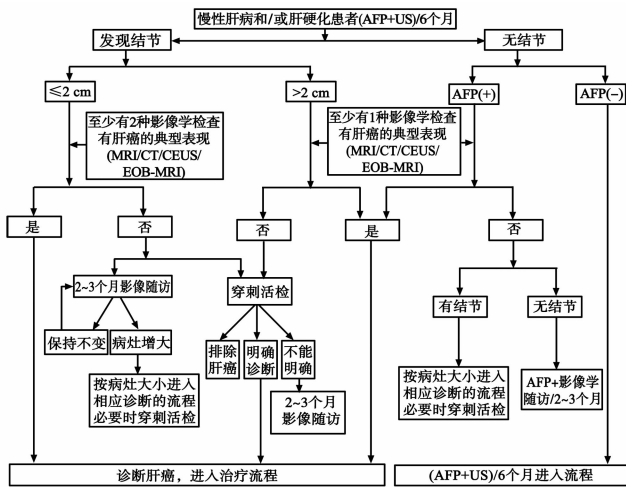 慢性肝病和/或肝硬化患者(AFP+US)/6个月
发现结节
无结节
≤2 cm
>2 cm
AFP(+)
AFP(−)
至少有2种影像学检查
有肝癌的典型表现
(MRI/CT/CEUS/
EOB-MRI)
至少有1种影像学检查
有肝癌的典型表现
(MRI/CT/CEUS/
EOB-MRI)
是
否
否
是
否
2~3个月影像随访
穿刺活检
有结节
无结节
保持不变
病灶增大
排除
肝癌
明确
诊断
不能
明确
按病灶大小进入
相应诊断的流程
必要时穿刺活检
2~3个月
影像随访
按病灶大小进入
相应诊断的流程
必要时穿刺活检
AFP+影像学
随访/2~3个月
诊断肝癌，进入治疗流程
(AFP+US)/6个月进入流程